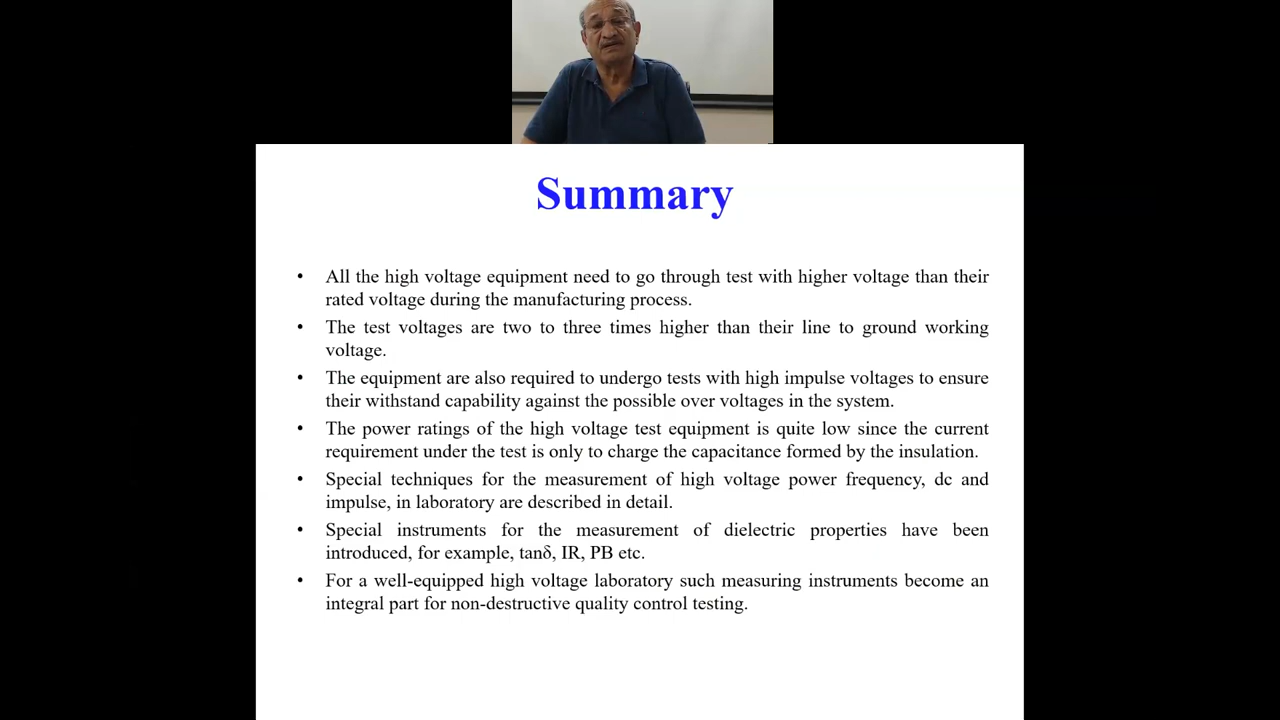 Summary
• All the high voltage equipment need to go through test with higher voltage than their
rated voltage during the manufacturing process.
• The test voltages are two to three times higher than their line to ground working
voltage.
• The equipment are also required to undergo tests with high impulse voltages to ensure
their withstand capability against the possible over voltages in the system.
• The power ratings of the high voltage test equipment is quite low since the current
requirement under the test is only to charge the capacitance formed by the insulation.
• Special techniques for the measurement of high voltage power frequency, dc and
impulse, in laboratory are described in detail.
• Special instruments for the measurement of dielectric properties have been
introduced, for example, tanδ, IR, PB etc.
• For a well-equipped high voltage laboratory such measuring instruments become an
integral part for non-destructive quality control testing.